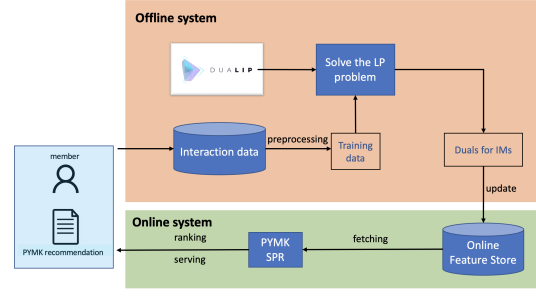 Offline system
DUALIP
Solve the LP
problem
Interaction data
preprocessing
Training
data
Duals for IMs
update
member
PYMK recommendation
Online system
ranking
serving
PYMK
SPR
fetching
Online
Feature Store